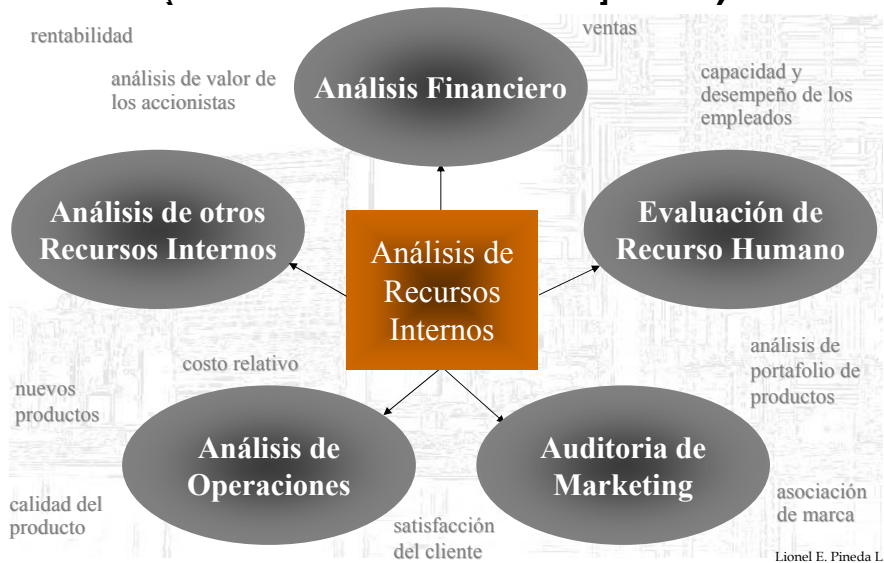 rentabilidad
ventas
análisis de valor de
los accionistas
Análisis Financiero
capacidad y
desempeño de los
empleados
Análisis de otros
Recursos Internos
Análisis de
Recursos
Internos
Evaluación de
Recurso Humano
costo relativo
análisis de
portafolio de
productos
nuevos
productos
Análisis de
Operaciones
Auditoria de
Marketing
calidad del
producto
satisfacción
del cliente
asociación
de marca
Lionel E. Pineda L